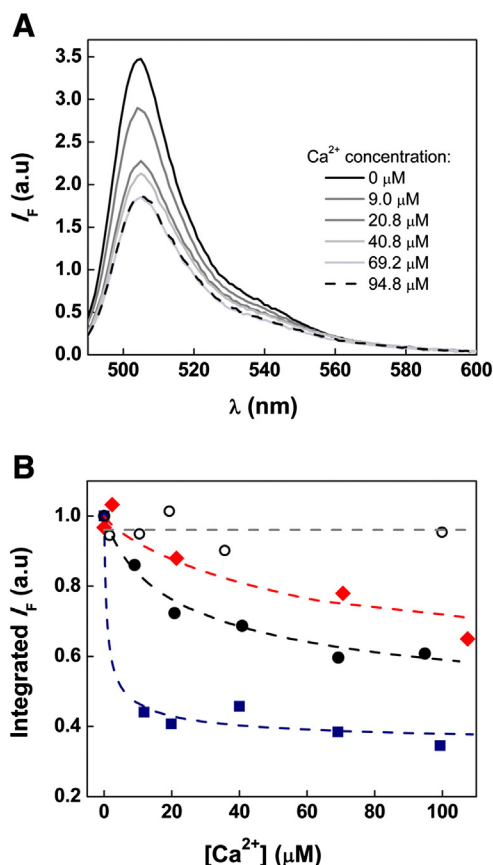 A
3.5
3.0
2.5
2.0
1.5
1.0
0.5
0.0
I_F (a.u)
Ca²⁺ concentration:
0 μM
9.0 μM
20.8 μM
40.8 μM
69.2 μM
94.8 μM
500 520 540 560 580 600
λ (nm)
B
1.0
0.8
0.6
0.4
0.2
Integrated I_F (a.u)
0 20 40 60 80 100
[Ca²⁺] (μM)